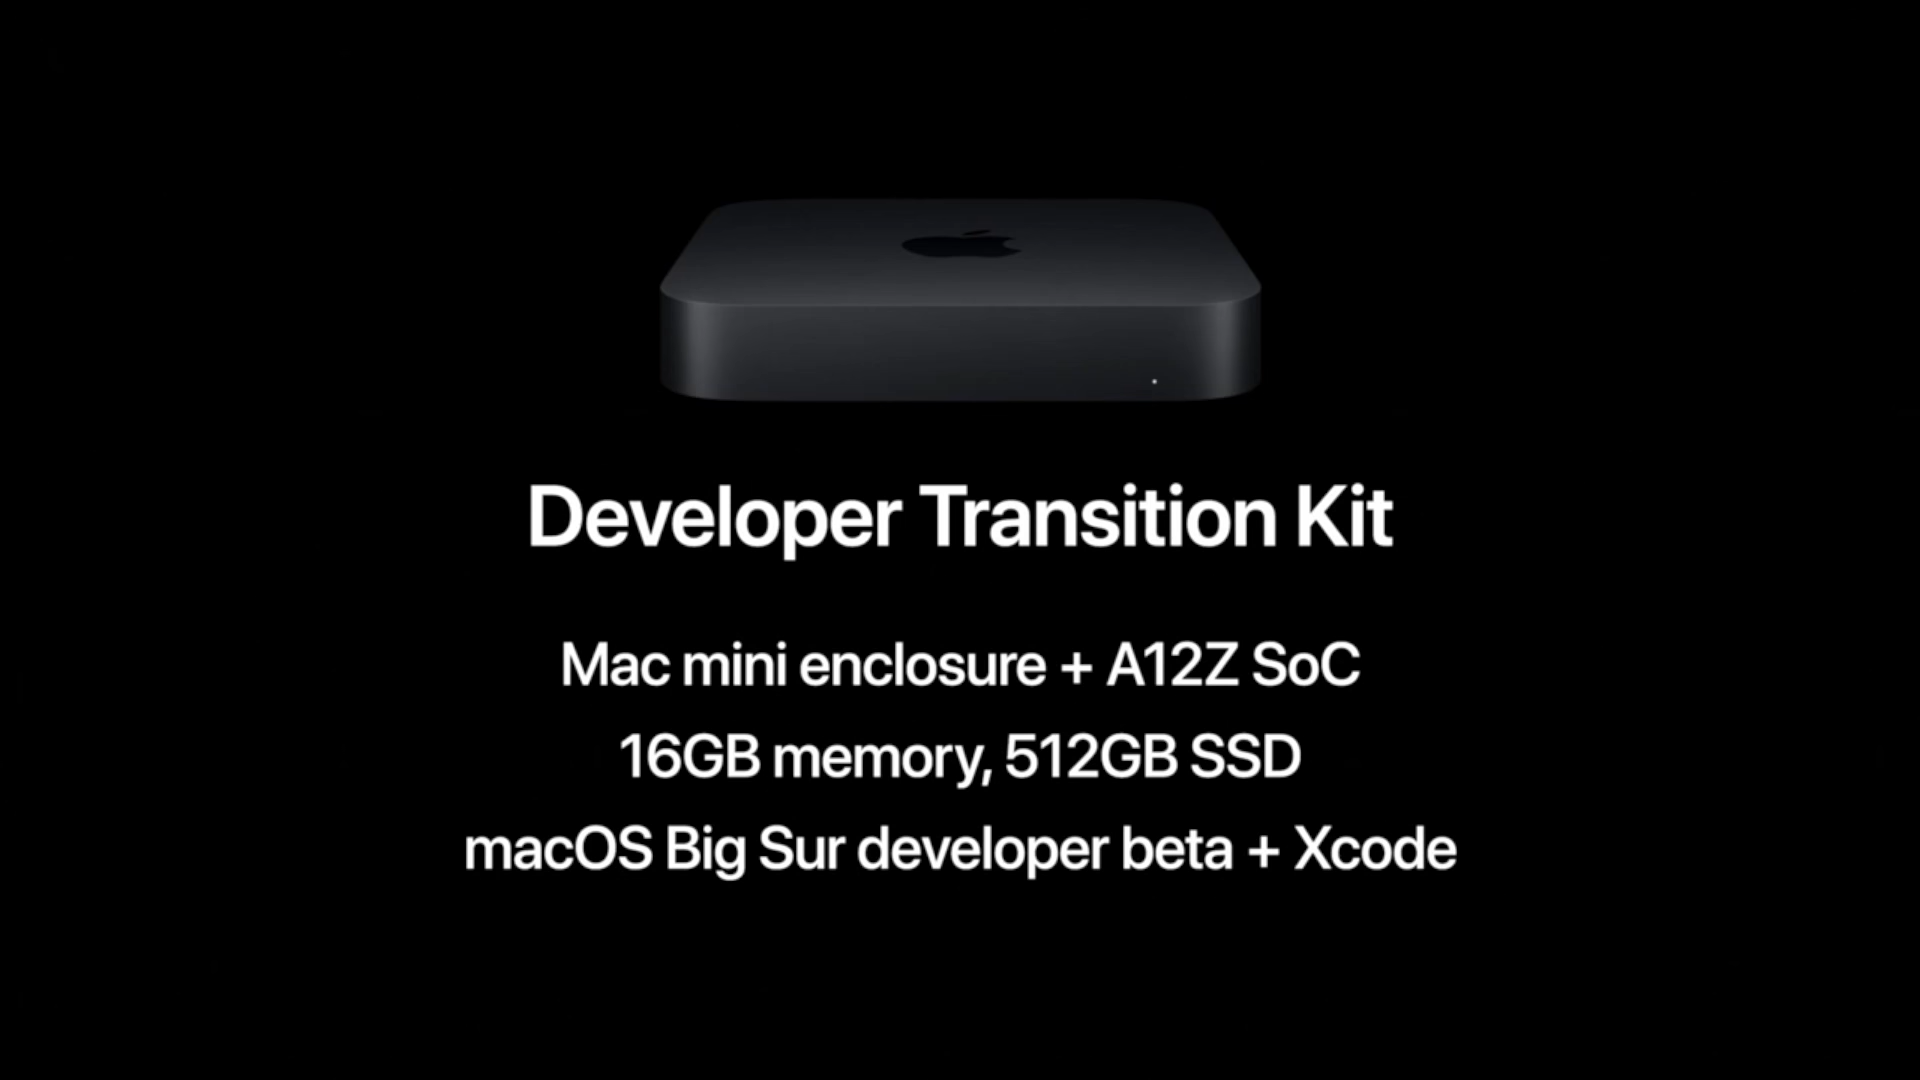 Developer Transition Kit
Mac mini enclosure + A12Z SoC
16GB memory, 512GB SSD
macOS Big Sur developer beta + Xcode